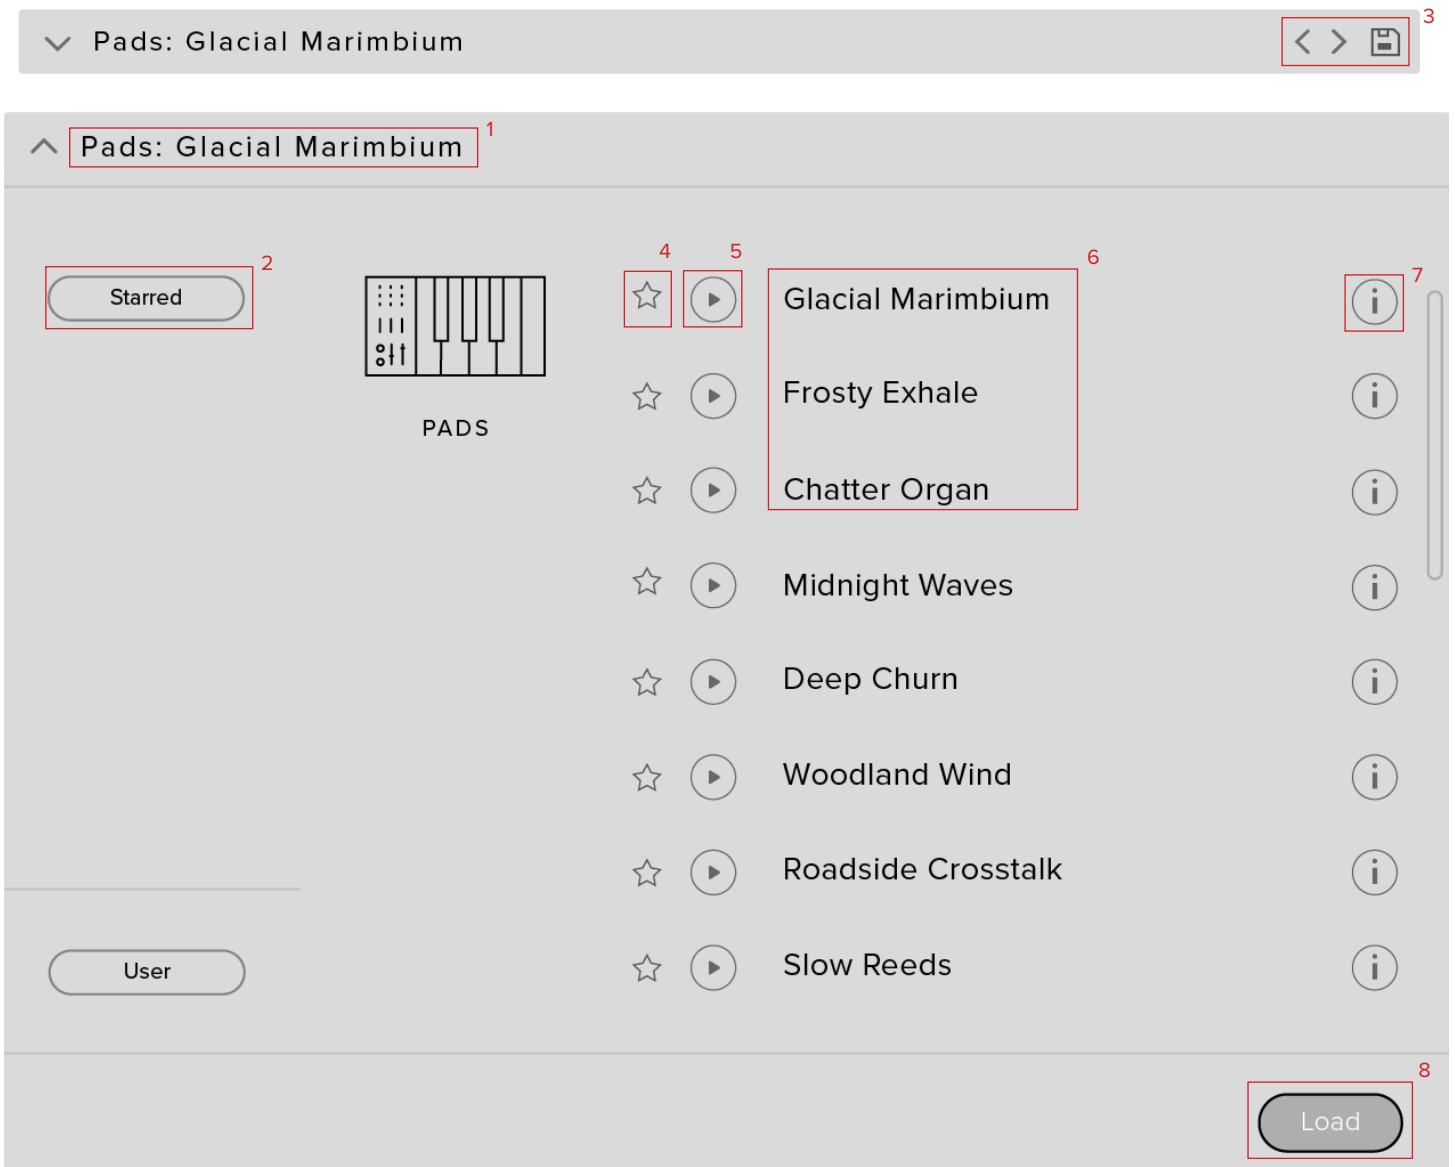 3
Pads: Glacial Marimbium
1
Pads: Glacial Marimbium
2
Starred
PADS
4
5
6
7
Glacial Marimbium
Frosty Exhale
Chatter Organ
Midnight Waves
Deep Churn
Woodland Wind
Roadside Crosstalk
User
Slow Reeds
8
Load